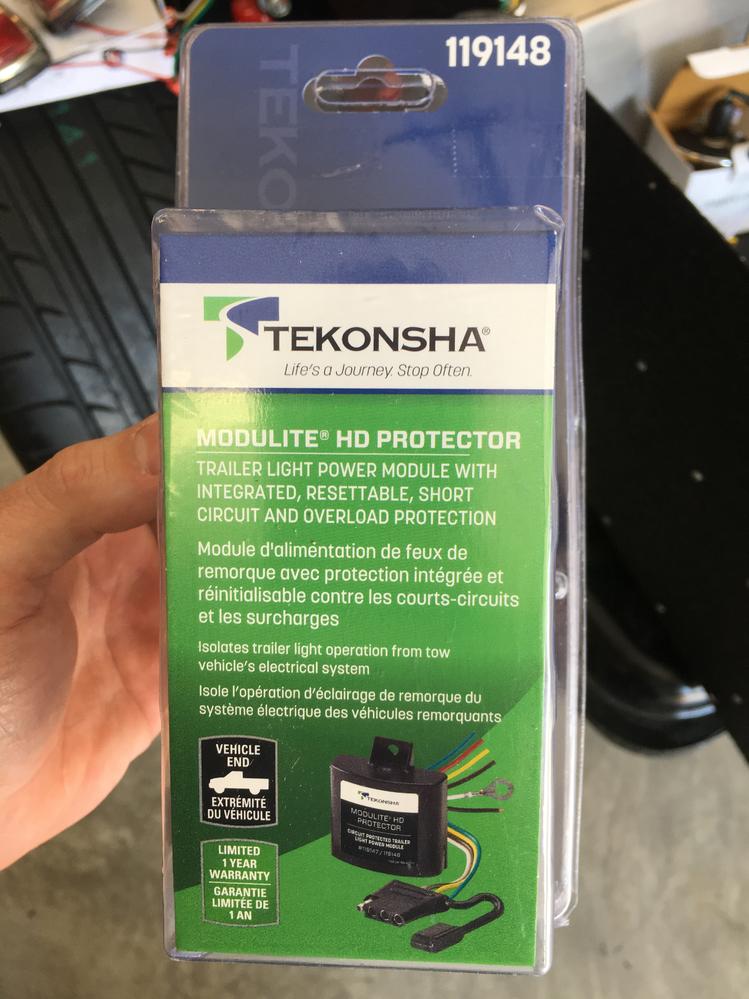 119148
TEKO
TEKONSHA®
Life's a Journey. Stop Often.
MODULITE® HD PROTECTOR
TRAILER LIGHT POWER MODULE WITH
INTEGRATED, RESETTABLE, SHORT
CIRCUIT AND OVERLOAD PROTECTION
Module d'alimentation de feux de
remorque avec protection intégrée et
réinitialisable contre les courts-circuits
et les surcharges
Isolates trailer light operation from tow
vehicle's electrical system
Isole l'opération d'éclairage de remorque du
système électrique des véhicules remorquants
VEHICLE
END
EXTRÉMITÉ
DU VÉHICULE
LIMITED
1 YEAR
WARRANTY
GARANTIE
LIMITÉE DE
1 AN
TEKONSHA
MODULITE® HD
PROTECTOR
CIRCUIT PROTECTED TRAILER
LIGHT POWER MODULE
#119147 / 119148